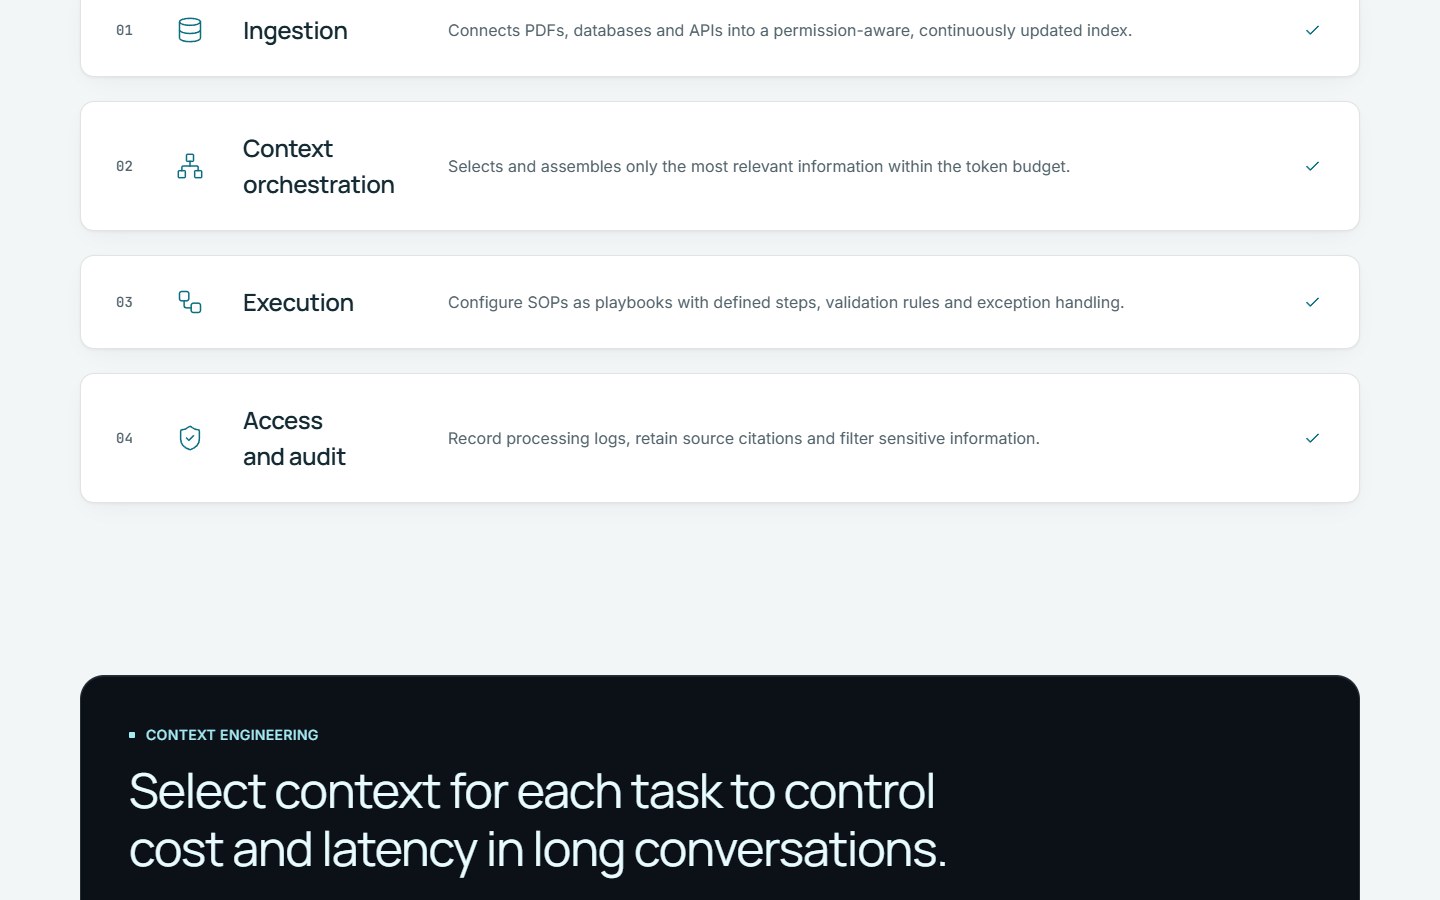 01
Ingestion
Connects PDFs, databases and APIs into a permission-aware, continuously updated index.
02
Context
orchestration
Selects and assembles only the most relevant information within the token budget.
03
Execution
Configure SOPs as playbooks with defined steps, validation rules and exception handling.
04
Access
and audit
Record processing logs, retain source citations and filter sensitive information.
CONTEXT ENGINEERING
Select context for each task to control
cost and latency in long conversations.